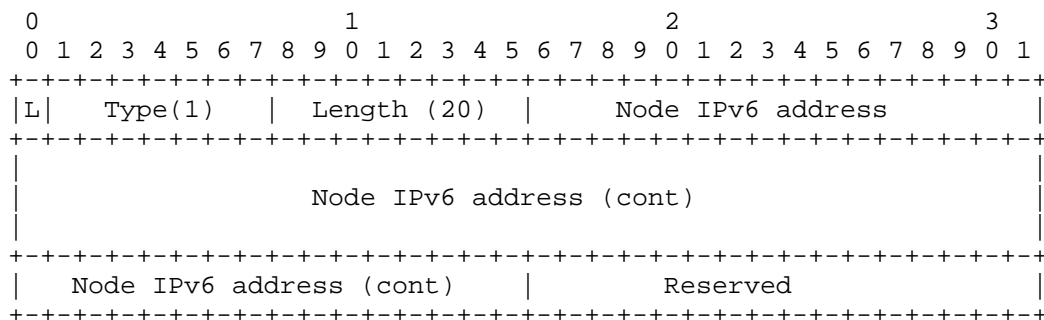 0                   1                   2                   3
0 1 2 3 4 5 6 7 8 9 0 1 2 3 4 5 6 7 8 9 0 1 2 3 4 5 6 7 8 9 0 1
+-+-+-+-+-+-+-+-+-+-+-+-+-+-+-+-+-+-+-+-+-+-+-+-+-+-+-+-+-+-+-+-+
|L|    Type(1)    |  Length (20)  |     Node IPv6 address         |
+-+-+-+-+-+-+-+-+-+-+-+-+-+-+-+-+-+-+-+-+-+-+-+-+-+-+-+-+-+-+-+-+
|                                                               |
|                  Node IPv6 address (cont)                     |
|                                                               |
+-+-+-+-+-+-+-+-+-+-+-+-+-+-+-+-+-+-+-+-+-+-+-+-+-+-+-+-+-+-+-+-+
|   Node IPv6 address (cont)    |        Reserved               |
+-+-+-+-+-+-+-+-+-+-+-+-+-+-+-+-+-+-+-+-+-+-+-+-+-+-+-+-+-+-+-+-+